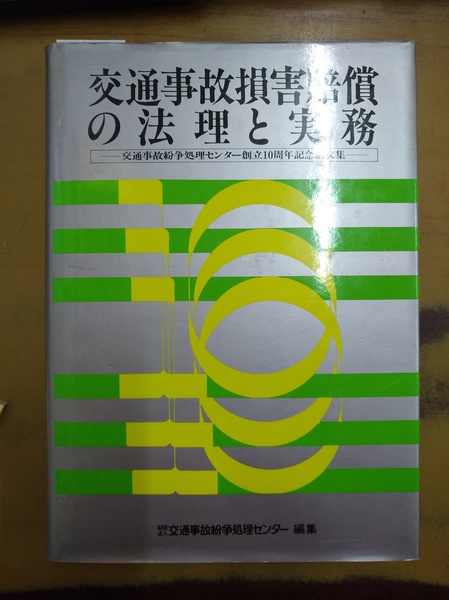 交通事故損害賠償
の法理と実務
交通事故紛争処理センター創立10周年記念論文集
財団法人 交通事故紛争処理センター 編集